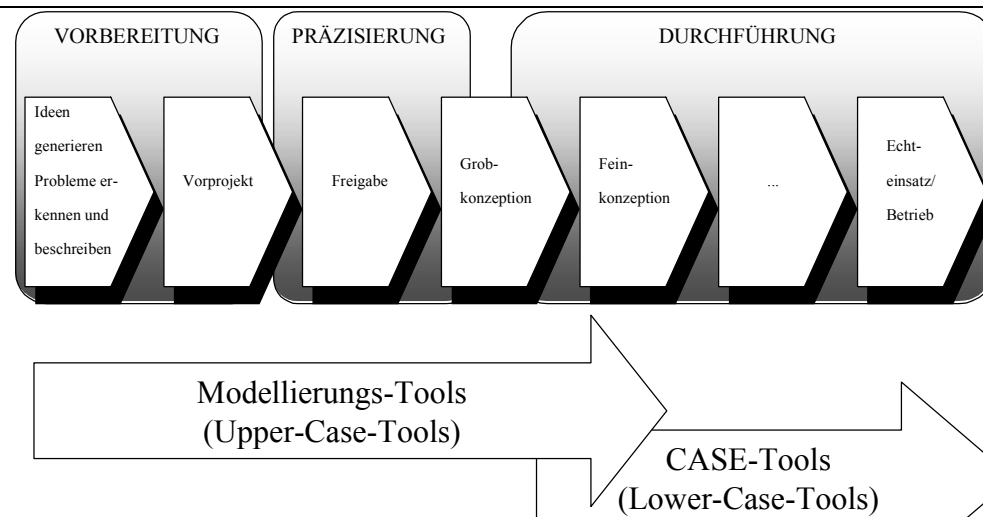 VORBEREITUNG
PRÄZISIERUNG
DURCHFÜHRUNG
Ideen
generieren
Probleme er-
kennen und
beschreiben
Vorprojekt
Freigabe
Grob-
konzeption
Fein-
konzeption
...
Echt-
einsatz/
Betrieb
Modellierungs-Tools
(Upper-Case-Tools)
CASE-Tools
(Lower-Case-Tools)